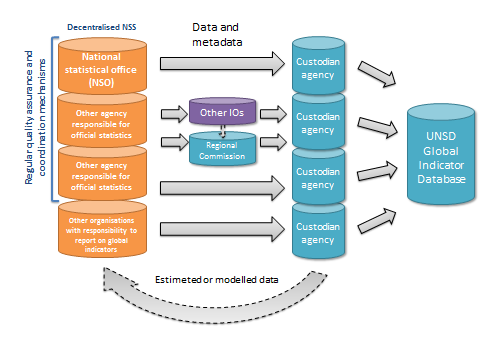 Decentralised NSS
Data and
metadata
Regular quality assurance and
coordination mechanisms
National
statistical office
(NSO)
Custodian
agency
Other agency
responsible for
official statistics
Other IOs
Regional
Commission
Custodian
agency
Other agency
responsible for
official statistics
Custodian
agency
Other organisations
with responsibility to
report on global
indicators
Custodian
agency
UNSD
Global
Indicator
Database
Estimeted or modelled data